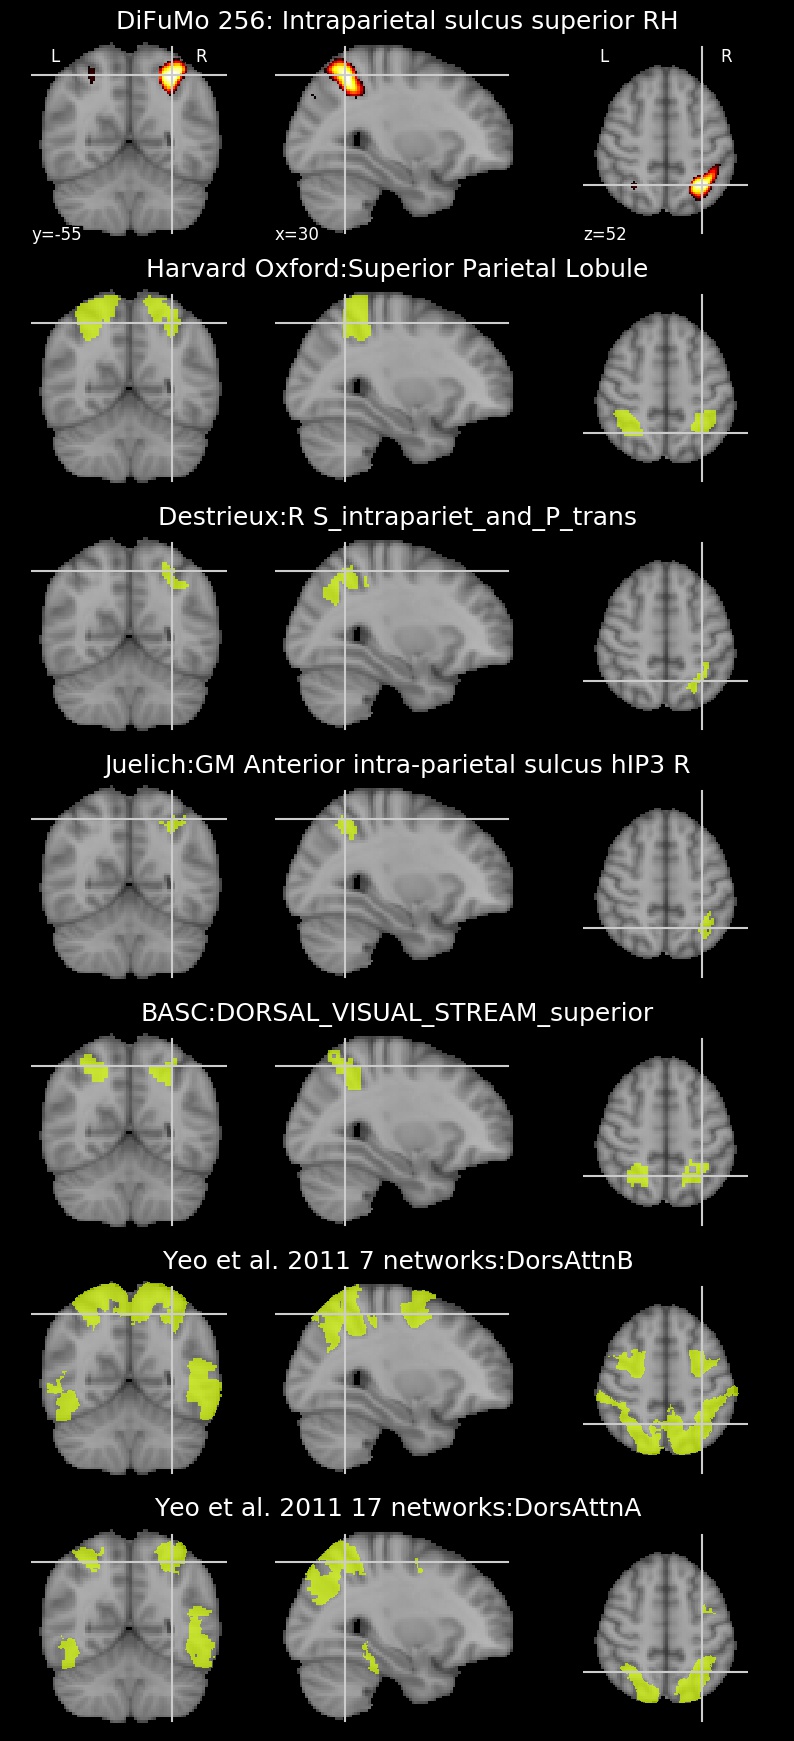 DiFuMo 256: Intraparietal sulcus superior RH
L R L R
y=-55 x=30 z=52
Harvard Oxford:Superior Parietal Lobule
Destrieux:R S_intrapariet_and_P_trans
Juelich:GM Anterior intra-parietal sulcus hIP3 R
BASC:DORSAL_VISUAL_STREAM_superior
Yeo et al. 2011 7 networks:DorsAttnB
Yeo et al. 2011 17 networks:DorsAttnA